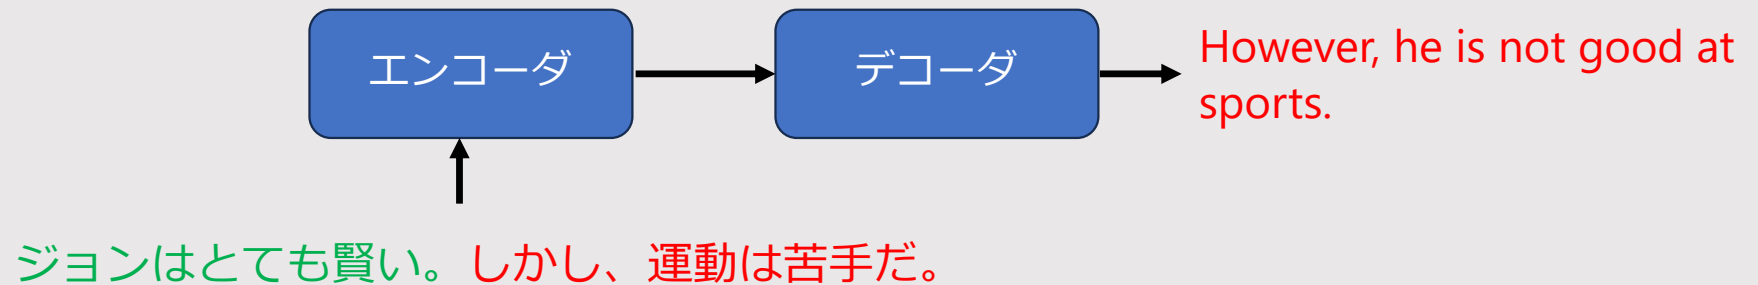 エンコーダ
デコーダ
However, he is not good at
sports.
ジョンはとても賢い。しかし、運動は苦手だ。